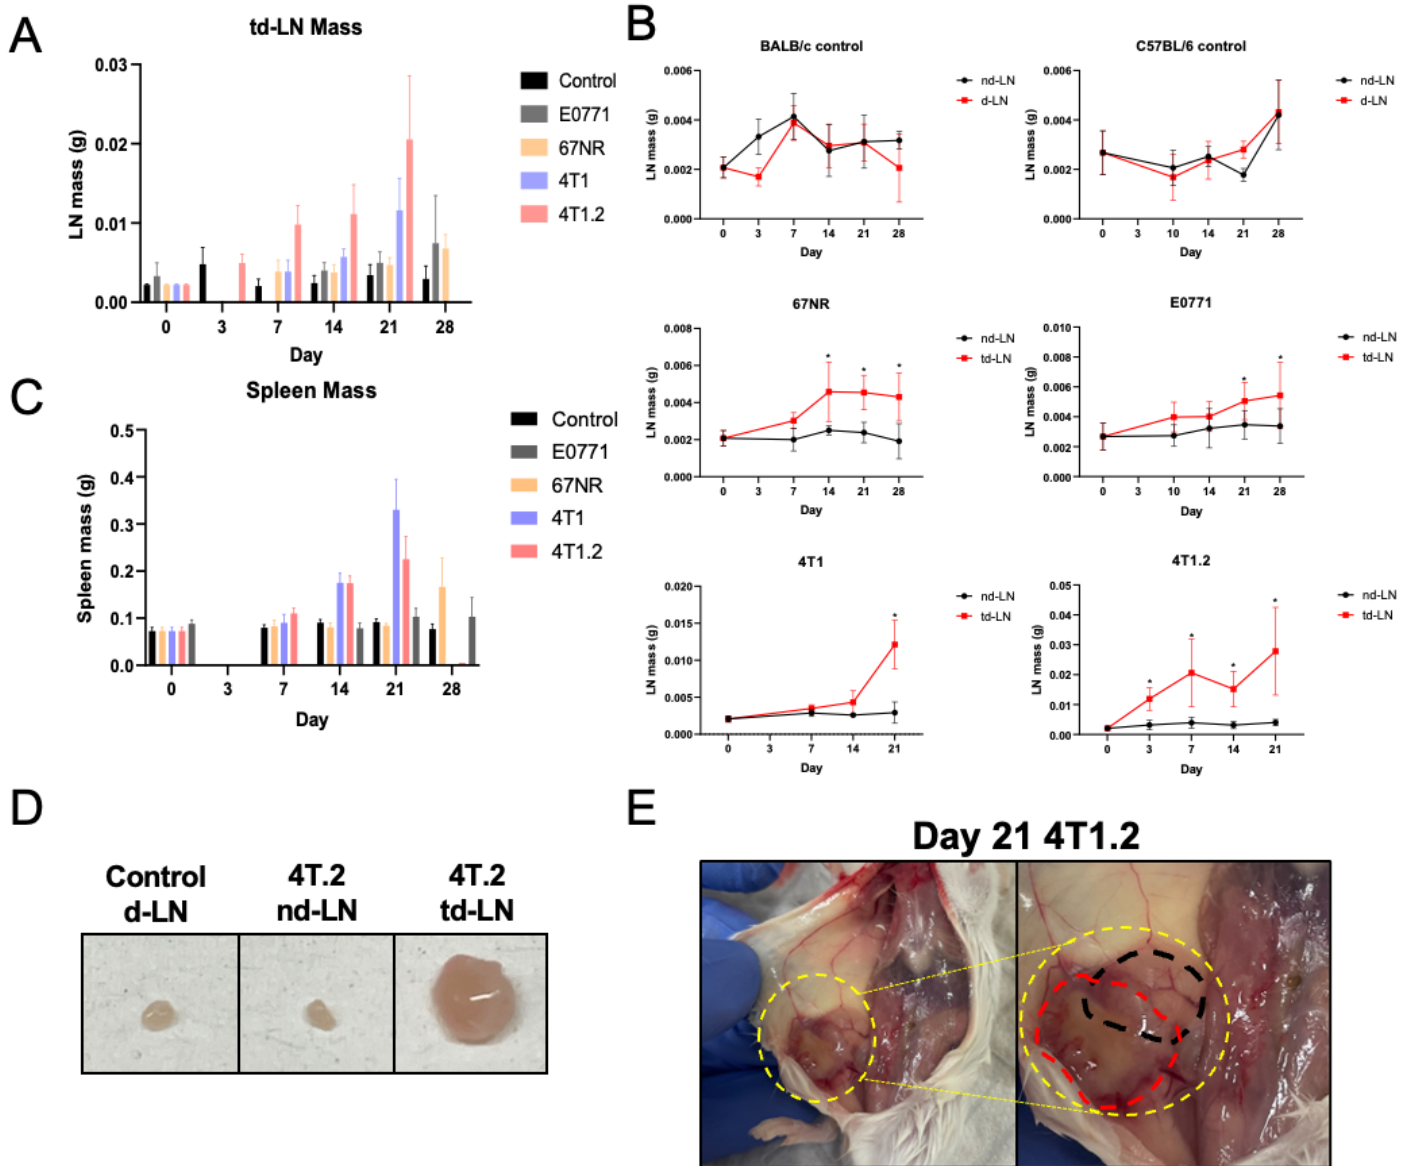 A
td-LN Mass
LN mass (g)
0.03
0.02
0.01
0.00
0 3 7 14 21 28
Day
Control
E0771
67NR
4T1
4T1.2
B
BALB/c control
LN mass (g)
0.006
0.004
0.002
0.000
0 3 7 14 21 28
Day
nd-LN
d-LN
C57BL/6 control
LN mass (g)
0.006
0.004
0.002
0.000
0 3 10 14 21 28
Day
nd-LN
d-LN
67NR
LN mass (g)
0.008
0.006
0.004
0.002
0.000
* * *
0 3 7 14 21 28
Day
nd-LN
td-LN
E0771
LN mass (g)
0.010
0.008
0.006
0.004
0.002
0.000
* *
0 3 10 14 21 28
Day
nd-LN
td-LN
4T1
LN mass (g)
0.020
0.015
0.010
0.005
0.000
*
0 3 7 14 21
Day
nd-LN
td-LN
4T1.2
LN mass (g)
0.05
0.04
0.03
0.02
0.01
0.00
* * * *
0 3 7 14 21
Day
nd-LN
td-LN
C
Spleen Mass
Spleen mass (g)
0.5
0.4
0.3
0.2
0.1
0.0
0 3 7 14 21 28
Day
Control
E0771
67NR
4T1
4T1.2
D
Control
d-LN
4T.2
nd-LN
4T.2
td-LN
E
Day 21 4T1.2